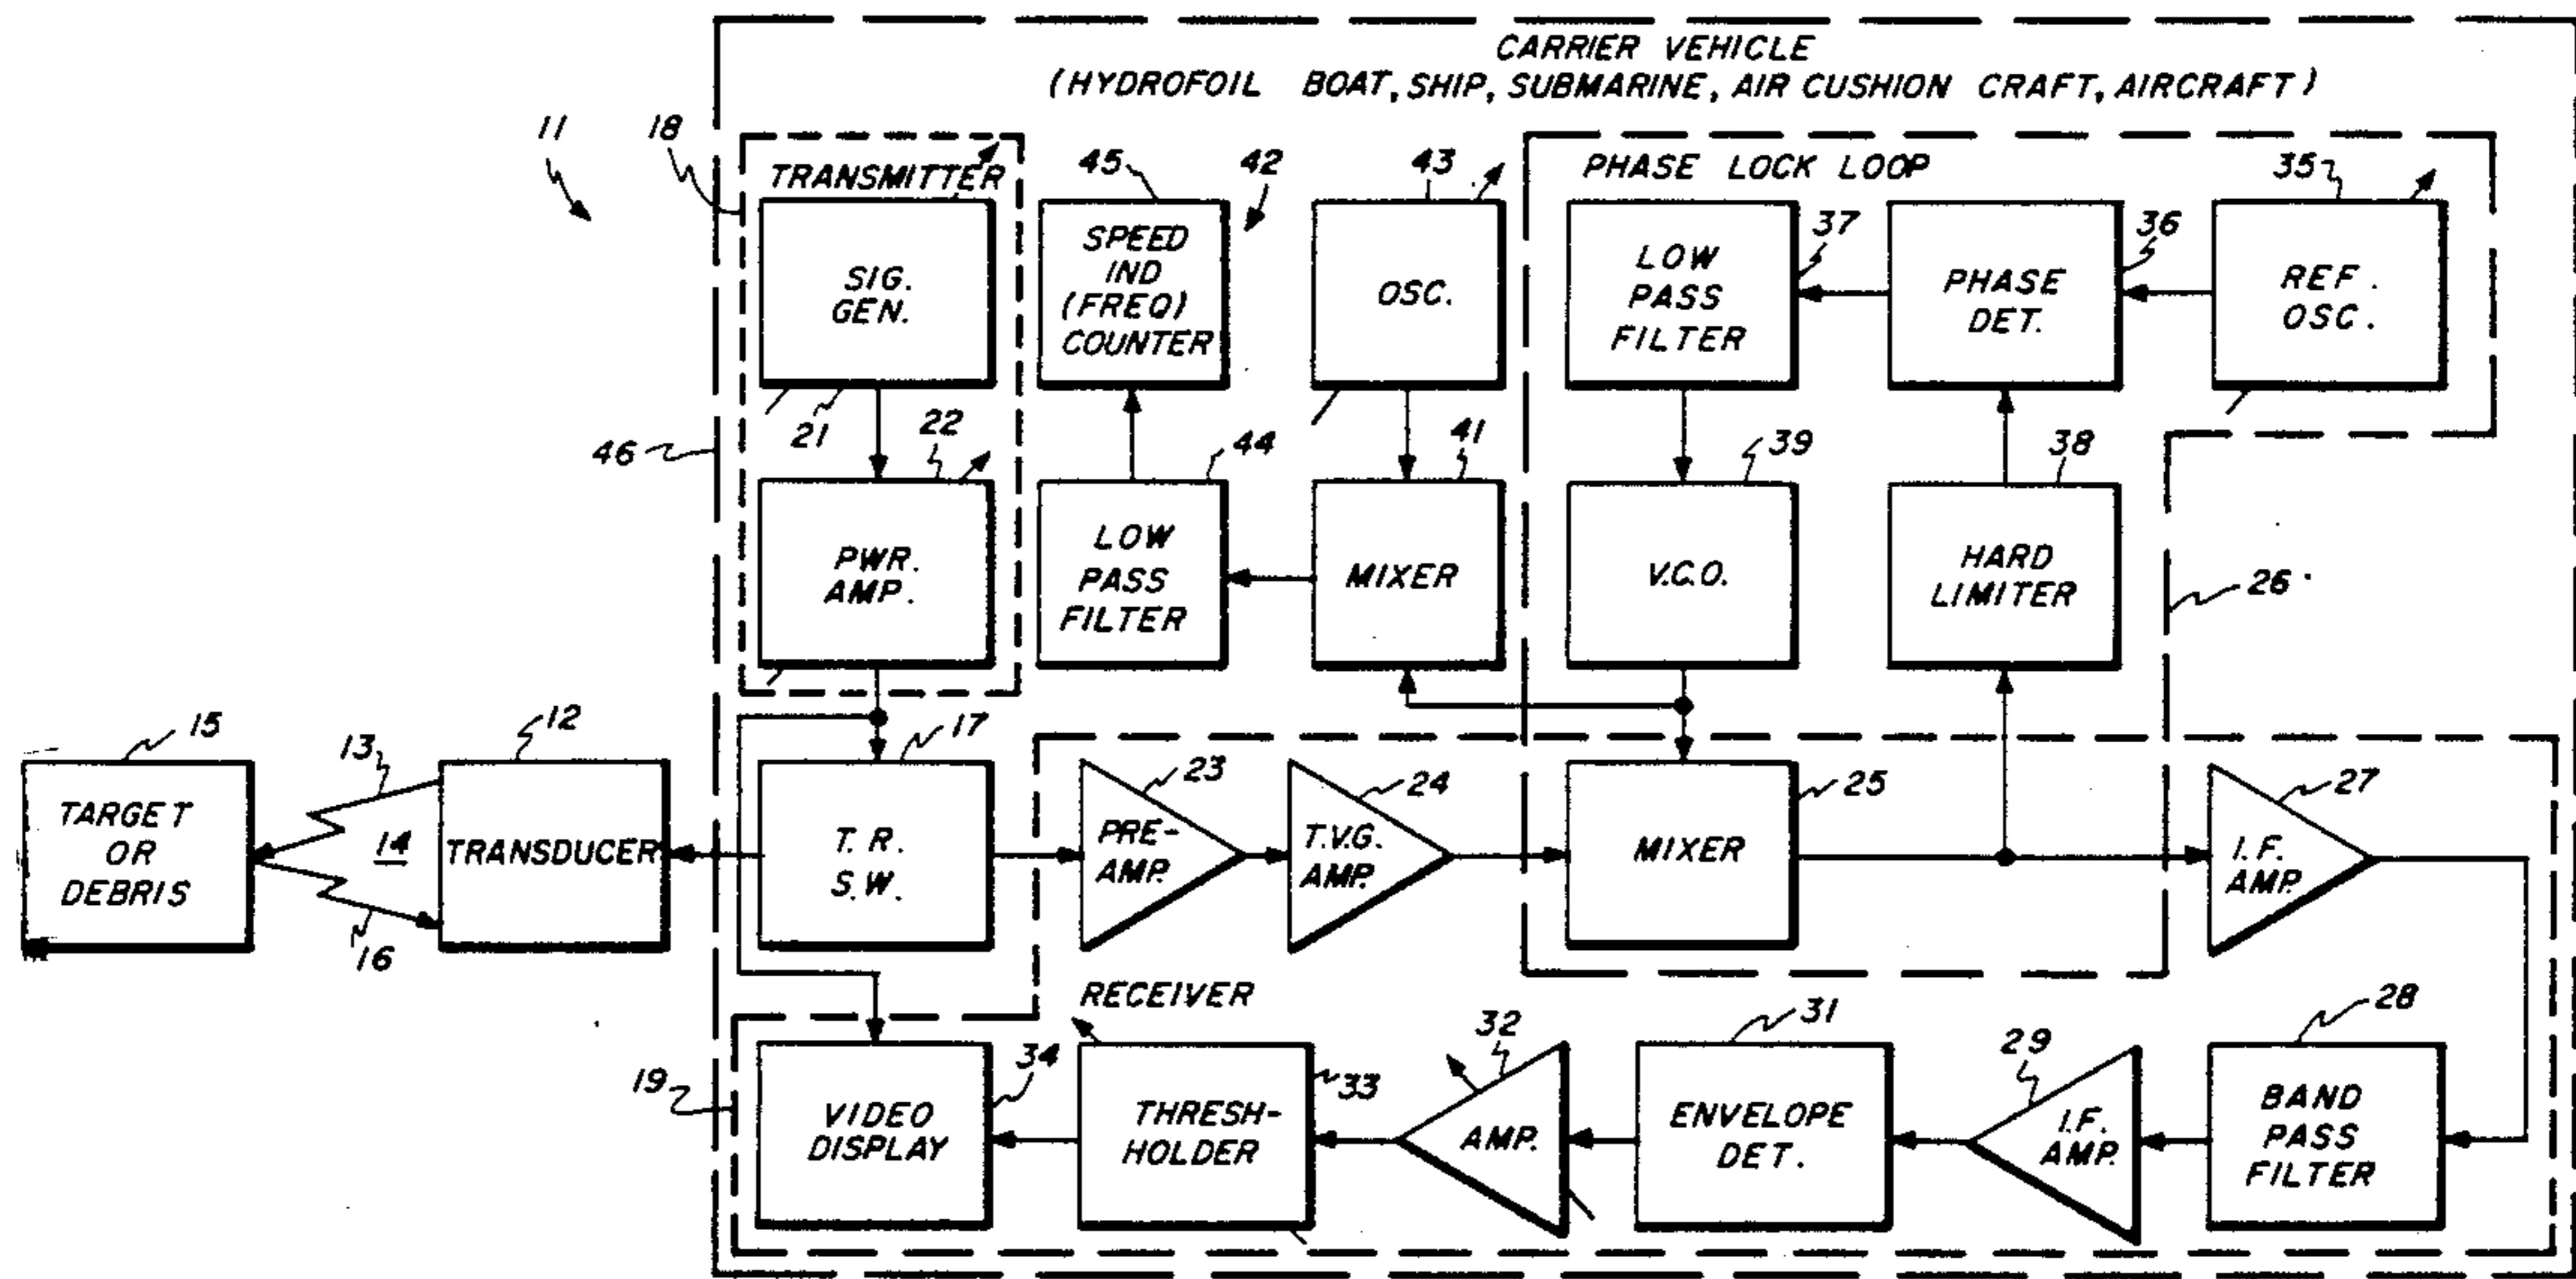 CARRIER VEHICLE
(HYDROFOIL BOAT, SHIP, SUBMARINE, AIR CUSHION CRAFT, AIRCRAFT)
11
18
TRANSMITTER
45
42
43
PHASE LOCK LOOP
35
SIG.
GEN.
SPEED
IND
(FREQ)
COUNTER
OSC.
LOW
PASS
FILTER
37
PHASE
DET.
36
REF.
OSC.
21
22
46
44
41
39
38
PWR.
AMP.
LOW
PASS
FILTER
MIXER
V.C.O.
HARD
LIMITER
26
15
13
12
17
23
24
25
27
TARGET
OR
DEBRIS
14
TRANSDUCER
T. R.
S.W.
PRE-
AMP.
T.V.G.
AMP.
MIXER
I.F.
AMP.
16
RECEIVER
19
34
33
32
31
29
28
VIDEO
DISPLAY
THRESH-
HOLDER
AMP.
ENVELOPE
DET.
I.F.
AMP.
BAND
PASS
FILTER